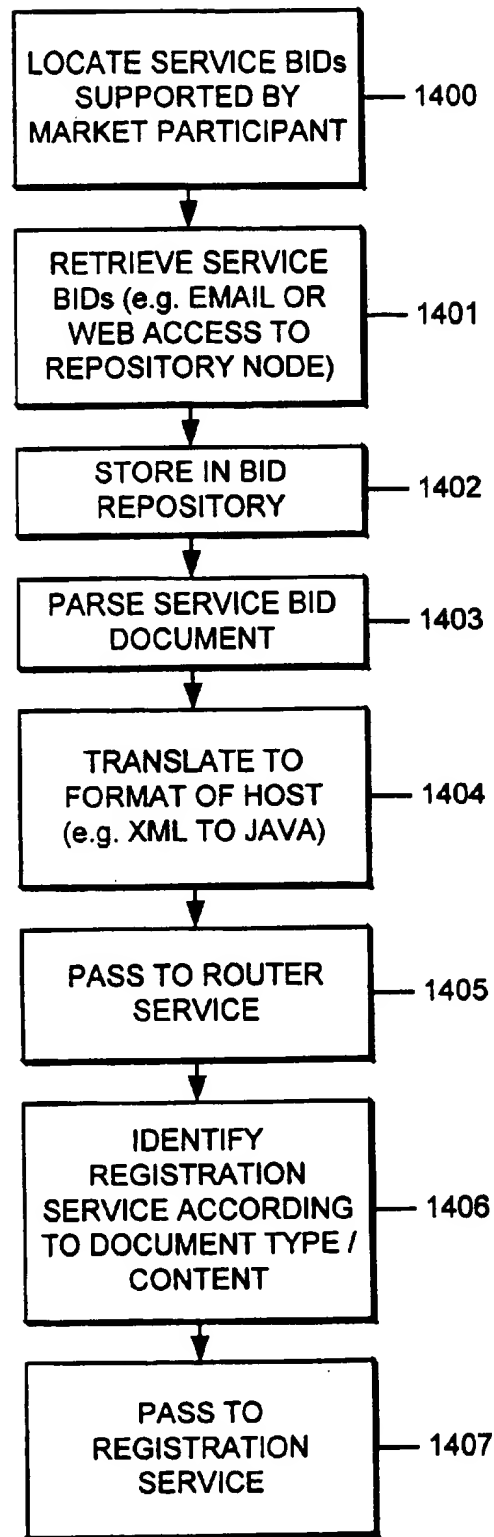 LOCATE SERVICE BIDs
SUPPORTED BY
MARKET PARTICIPANT
1400
RETRIEVE SERVICE
BIDs (e.g. EMAIL OR
WEB ACCESS TO
REPOSITORY NODE)
1401
STORE IN BID
REPOSITORY
1402
PARSE SERVICE BID
DOCUMENT
1403
TRANSLATE TO
FORMAT OF HOST
(e.g. XML TO JAVA)
1404
PASS TO ROUTER
SERVICE
1405
IDENTIFY
REGISTRATION
SERVICE ACCORDING
TO DOCUMENT TYPE /
CONTENT
1406
PASS TO
REGISTRATION
SERVICE
1407